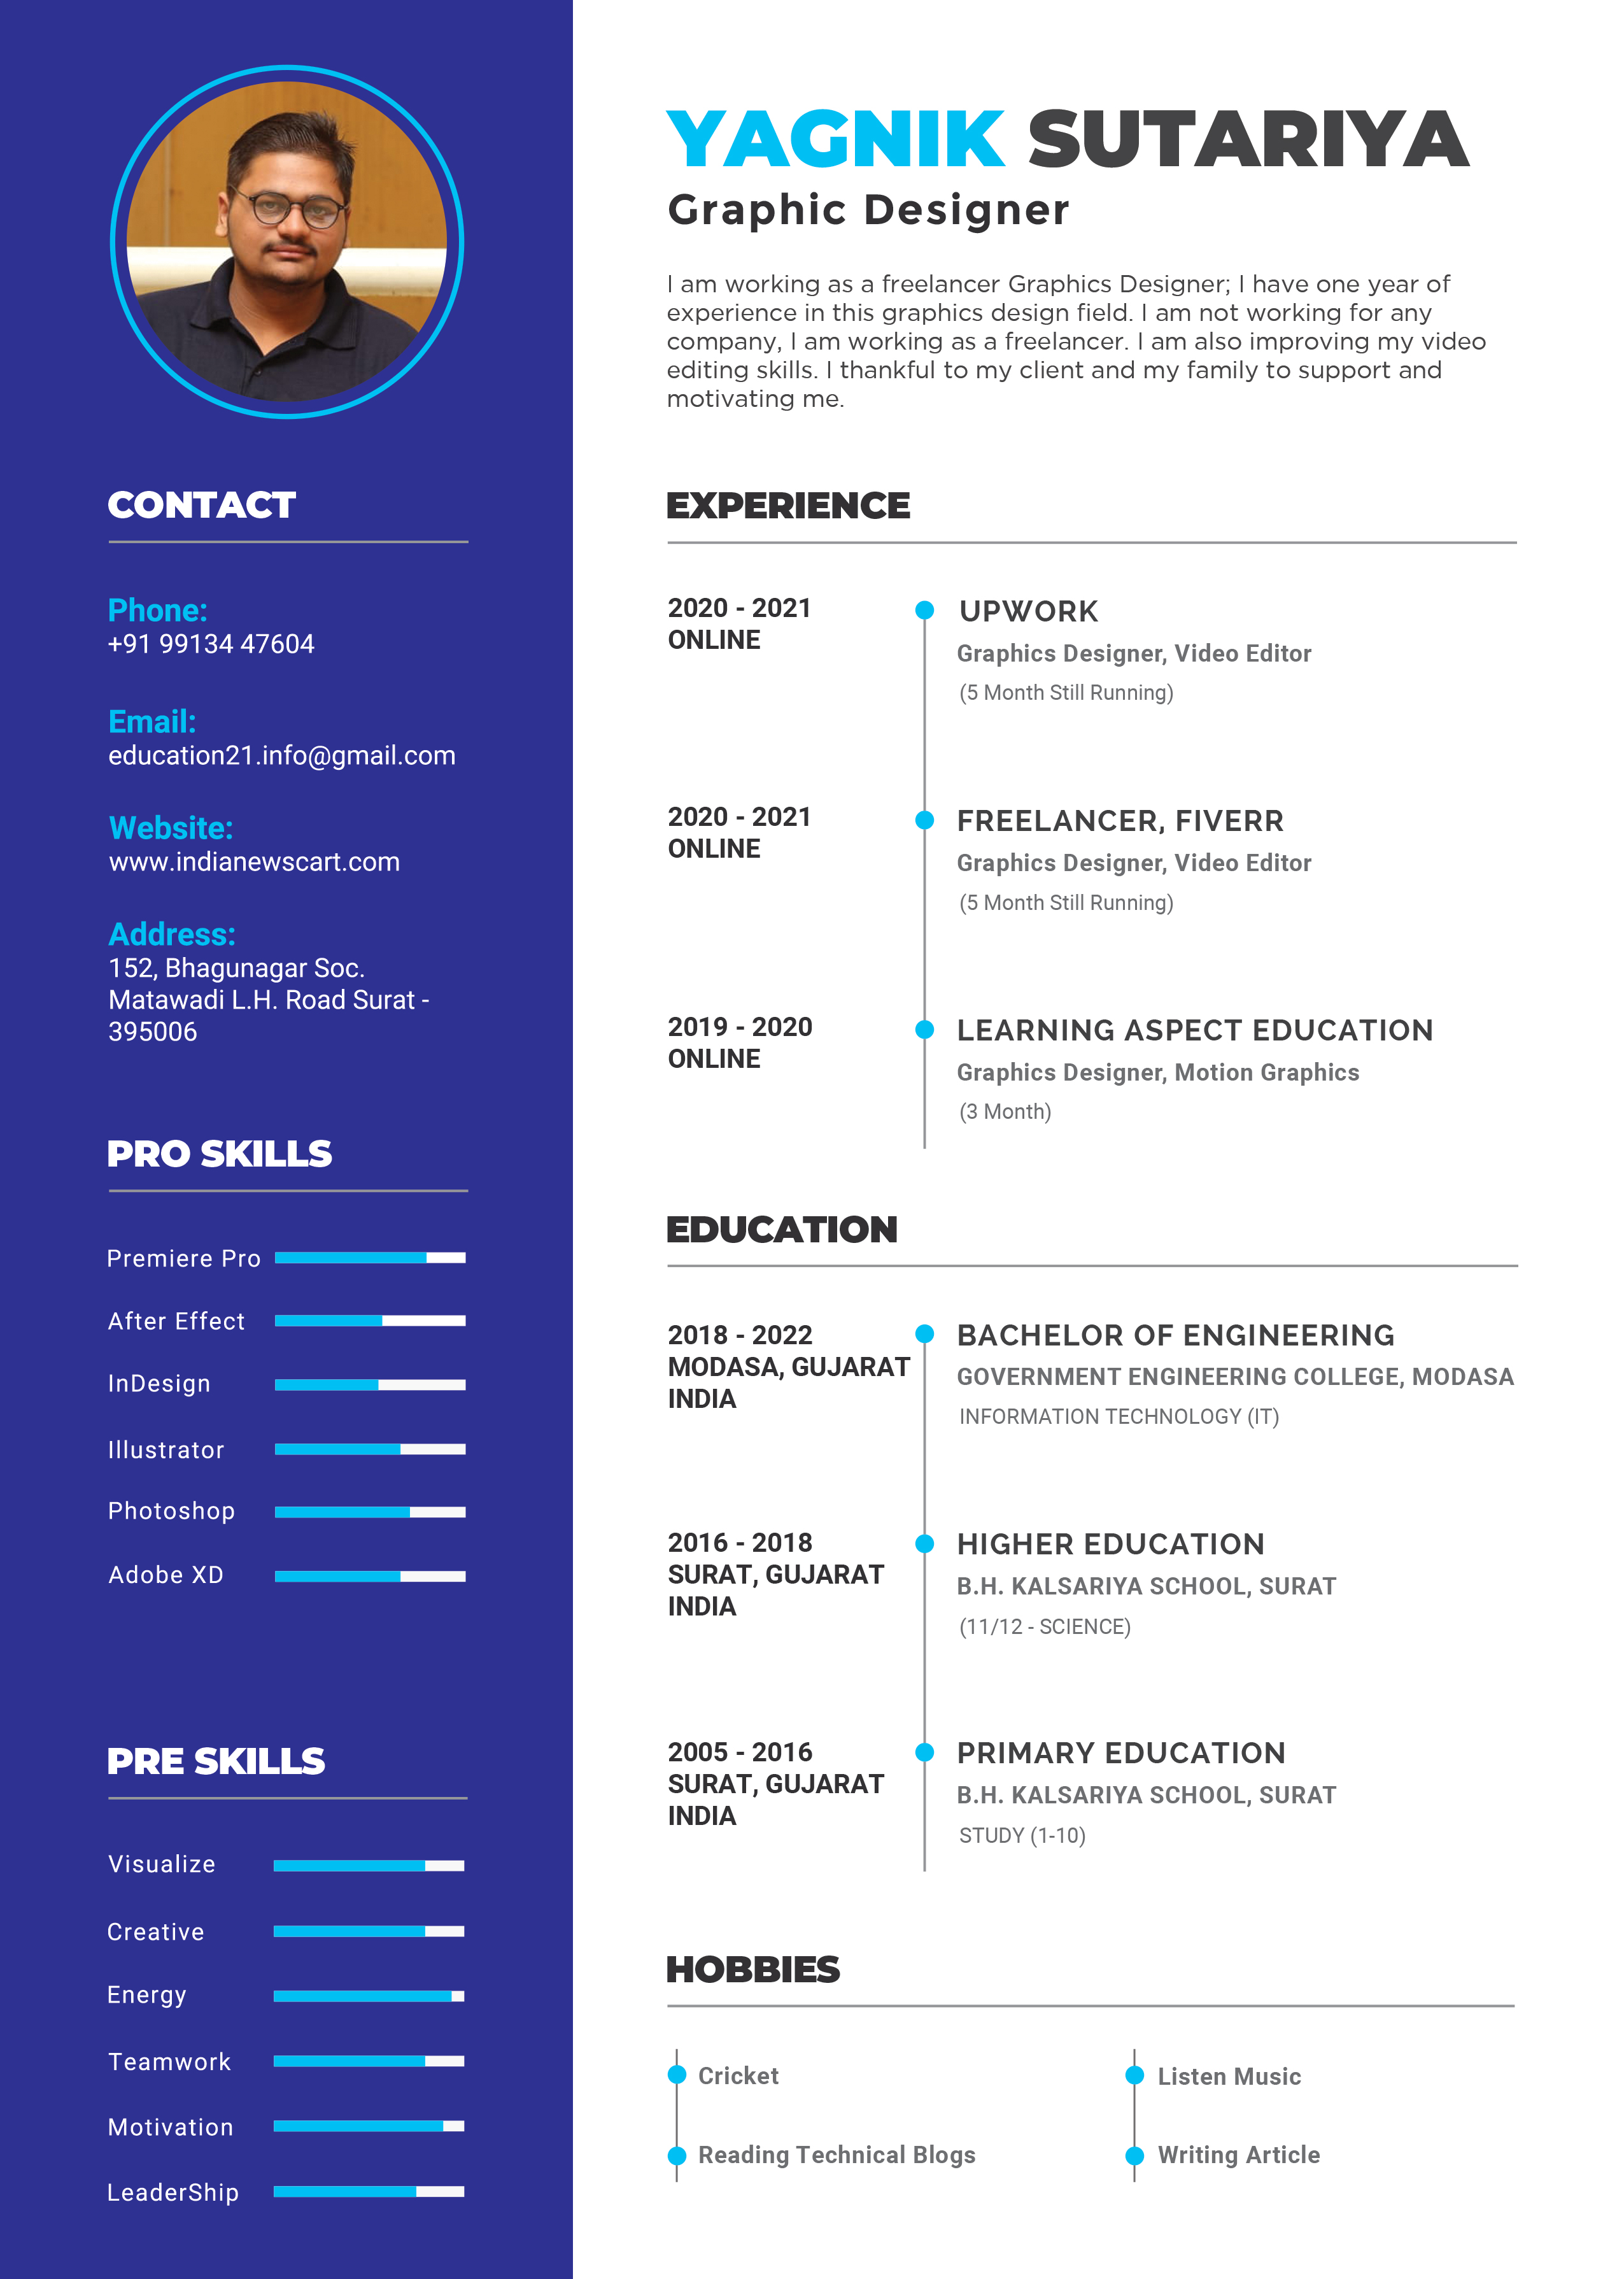 YAGNIK SUTARIYA
Graphic Designer
I am working as a freelancer Graphics Designer; I have one year of
experience in this graphics design field. I am not working for any
company, I am working as a freelancer. I am also improving my video
editing skills. I thankful to my client and my family to support and
motivating me.
CONTACT
Phone:
+91 99134 47604
Email:
education21.info@gmail.com
Website:
www.indianewscart.com
Address:
152, Bhagunagar Soc.
Matawadi L.H. Road Surat -
395006
PRO SKILLS
Premiere Pro
After Effect
InDesign
Illustrator
Photoshop
Adobe XD
PRE SKILLS
Visualize
Creative
Energy
Teamwork
Motivation
LeaderShip
EXPERIENCE
2020 - 2021
ONLINE
UPWORK
Graphics Designer, Video Editor
(5 Month Still Running)
2020 - 2021
ONLINE
FREELANCER, FIVERR
Graphics Designer, Video Editor
(5 Month Still Running)
2019 - 2020
ONLINE
LEARNING ASPECT EDUCATION
Graphics Designer, Motion Graphics
(3 Month)
EDUCATION
2018 - 2022
MODASA, GUJARAT
INDIA
BACHELOR OF ENGINEERING
GOVERNMENT ENGINEERING COLLEGE, MODASA
INFORMATION TECHNOLOGY (IT)
2016 - 2018
SURAT, GUJARAT
INDIA
HIGHER EDUCATION
B.H. KALSARIYA SCHOOL, SURAT
(11/12 - SCIENCE)
2005 - 2016
SURAT, GUJARAT
INDIA
PRIMARY EDUCATION
B.H. KALSARIYA SCHOOL, SURAT
STUDY (1-10)
HOBBIES
Cricket
Listen Music
Reading Technical Blogs
Writing Article